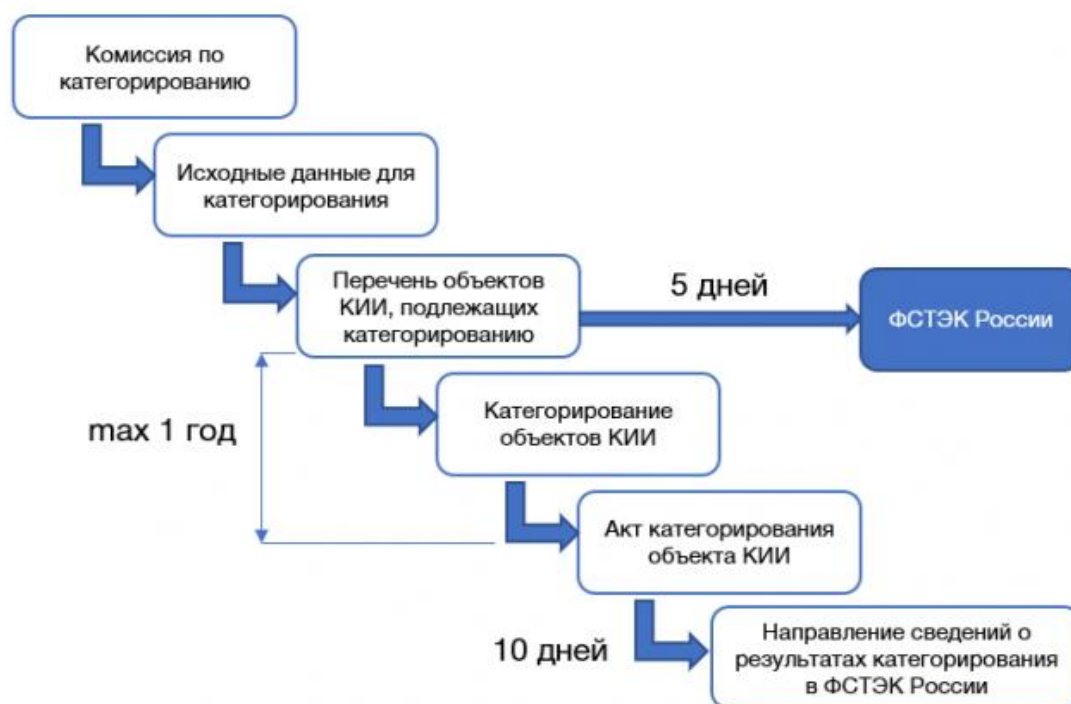 Комиссия по
категорированию
Исходные данные для
категорирования
Перечень объектов
КИИ, подлежащих
категорированию
5 дней
ФСТЭК России
max 1 год
Категорирование
объектов КИИ
Акт категорирования
объекта КИИ
10 дней
Направление сведений о
результатах категорирования
в ФСТЭК России